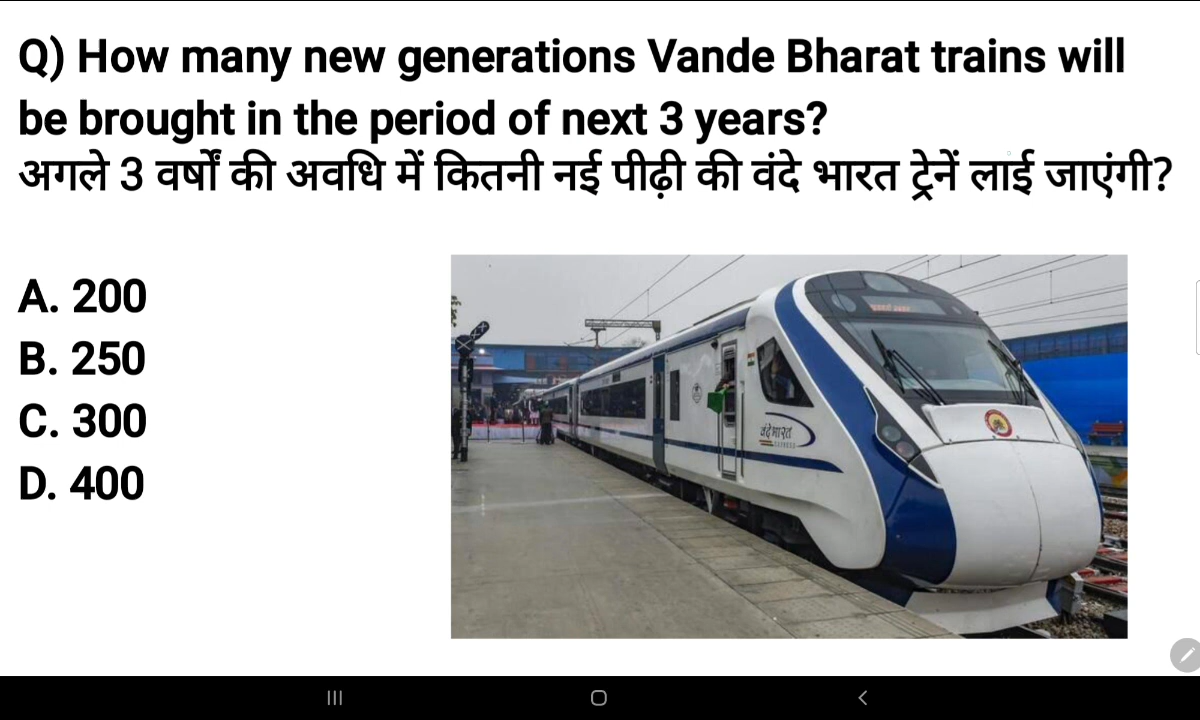 Q) How many new generations Vande Bharat trains will
be brought in the period of next 3 years?
अगले 3 वर्षों की अवधि में कितनी नई पीढ़ी की वंदे भारत ट्रेनें लाई जाएंगी?
A. 200
B. 250
C. 300
D. 400
वंदे भारत